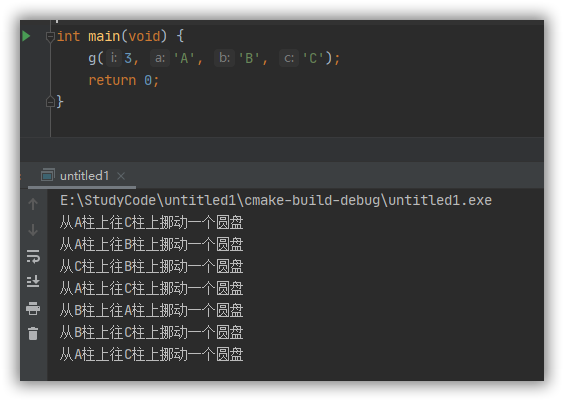 int main(void) {
g(i:3, a:'A', b:'B', c:'C');
return 0;
}
untitled1
E:\StudyCode\untitled1\cmake-build-debug\untitled1.exe
从A柱上往C柱上挪动一个圆盘
从A柱上往B柱上挪动一个圆盘
从C柱上往B柱上挪动一个圆盘
从A柱上往C柱上挪动一个圆盘
从B柱上往A柱上挪动一个圆盘
从B柱上往C柱上挪动一个圆盘
从A柱上往C柱上挪动一个圆盘